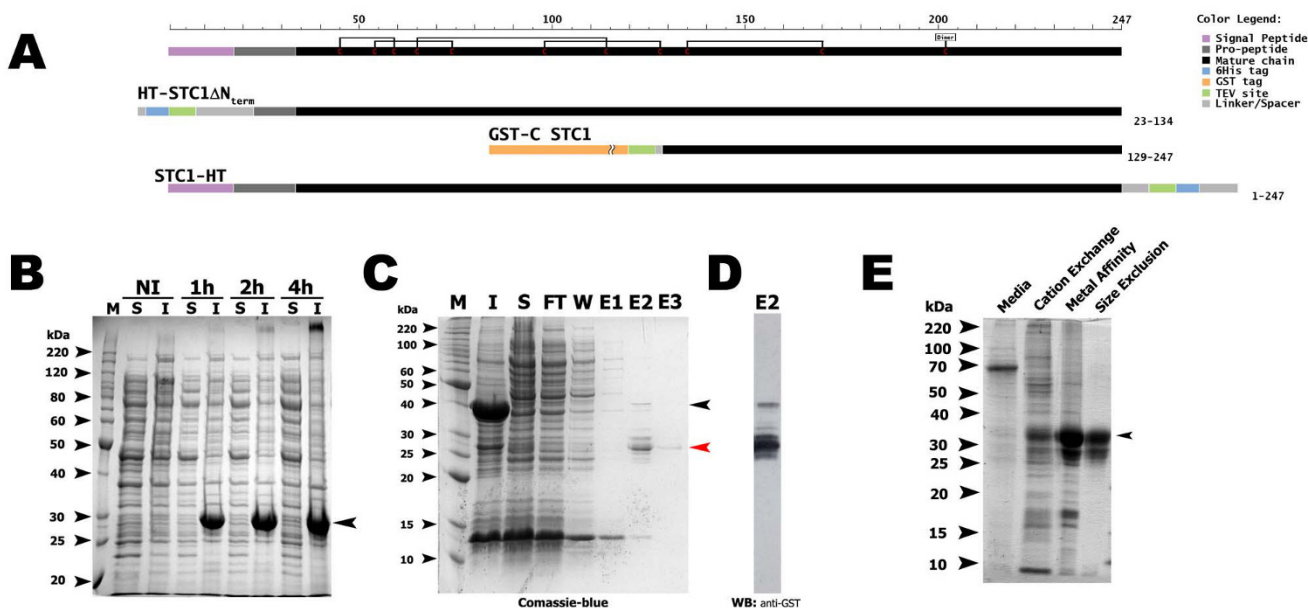 50 100 150 200 247
Dimer
C C C C C C C C C C C
A
Color Legend:
Signal Peptide
Pro-peptide
Mature chain
6His tag
GST tag
TEV site
Linker/Spacer
HT-STC1ΔNterm
23-134
GST-C STC1
129-247
STC1-HT
1-247
B
NI 1h 2h 4h
M S I S I S I S I
kDa
220
120
80
60
50
40
30
25
20
C
M I S FT W E1 E2 E3
kDa
220
100
60
50
40
30
25
20
15
10
Comassie-blue
D
E2
WB: anti-GST
E
Media
Cation Exchange
Metal Affinity
Size Exclusion
kDa
220
100
70
50
40
30
25
20
15
10